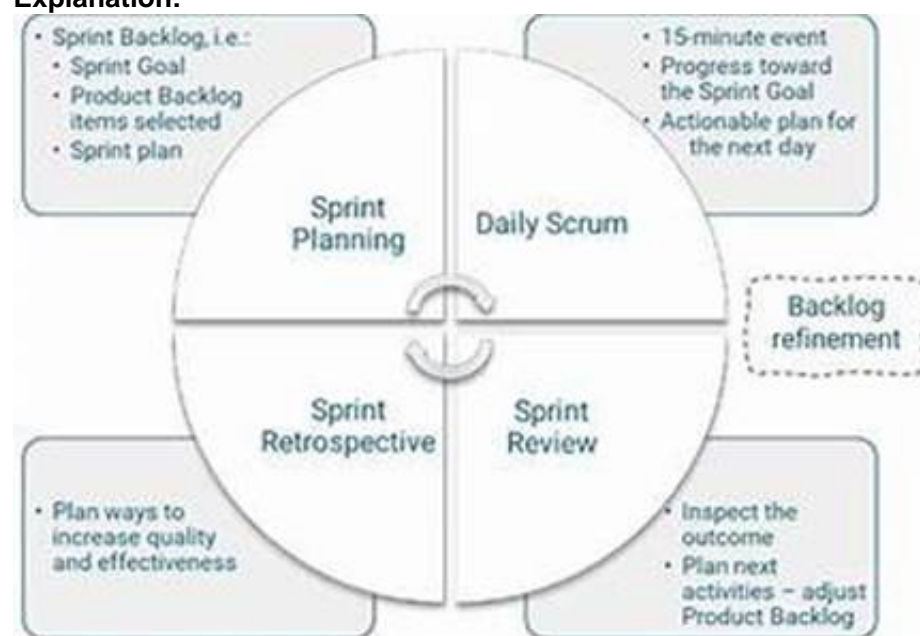 Explanation:
• Sprint Backlog, i.e.:
• Sprint Goal
• Product Backlog
items selected
• Sprint plan
• 15-minute event
• Progress toward
the Sprint Goal
• Actionable plan for
the next day
Sprint
Planning
Daily Scrum
Backlog
refinement
Sprint
Retrospective
Sprint
Review
• Plan ways to
increase quality
and effectiveness
• Inspect the
outcome
• Plan next
activities – adjust
Product Backlog